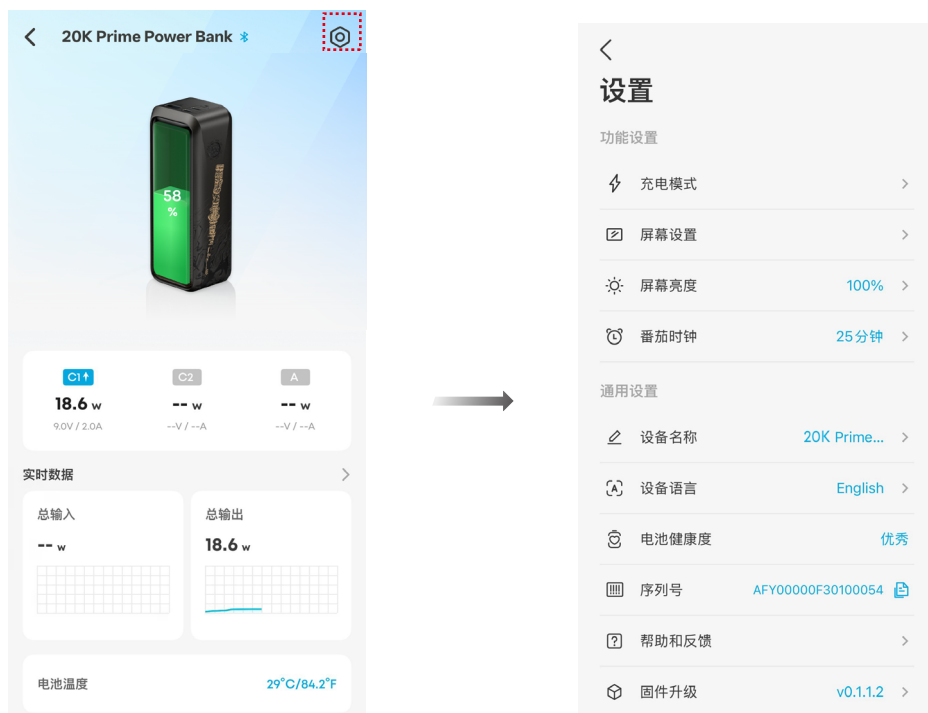 20K Prime Power Bank
58
%
C1 C2 A
18.6 w -- w -- w
9.0V / 2.0A --V / --A --V / --A
实时数据
总输入 总输出
-- w 18.6 w
电池温度 29°C/84.2°F
设置
功能设置
充电模式
屏幕设置
屏幕亮度 100%
番茄时钟 25分钟
通用设置
设备名称 20K Prime...
设备语言 English
电池健康度 优秀
序列号 AFY00000F30100054
帮助和反馈
固件升级 v0.1.1.2